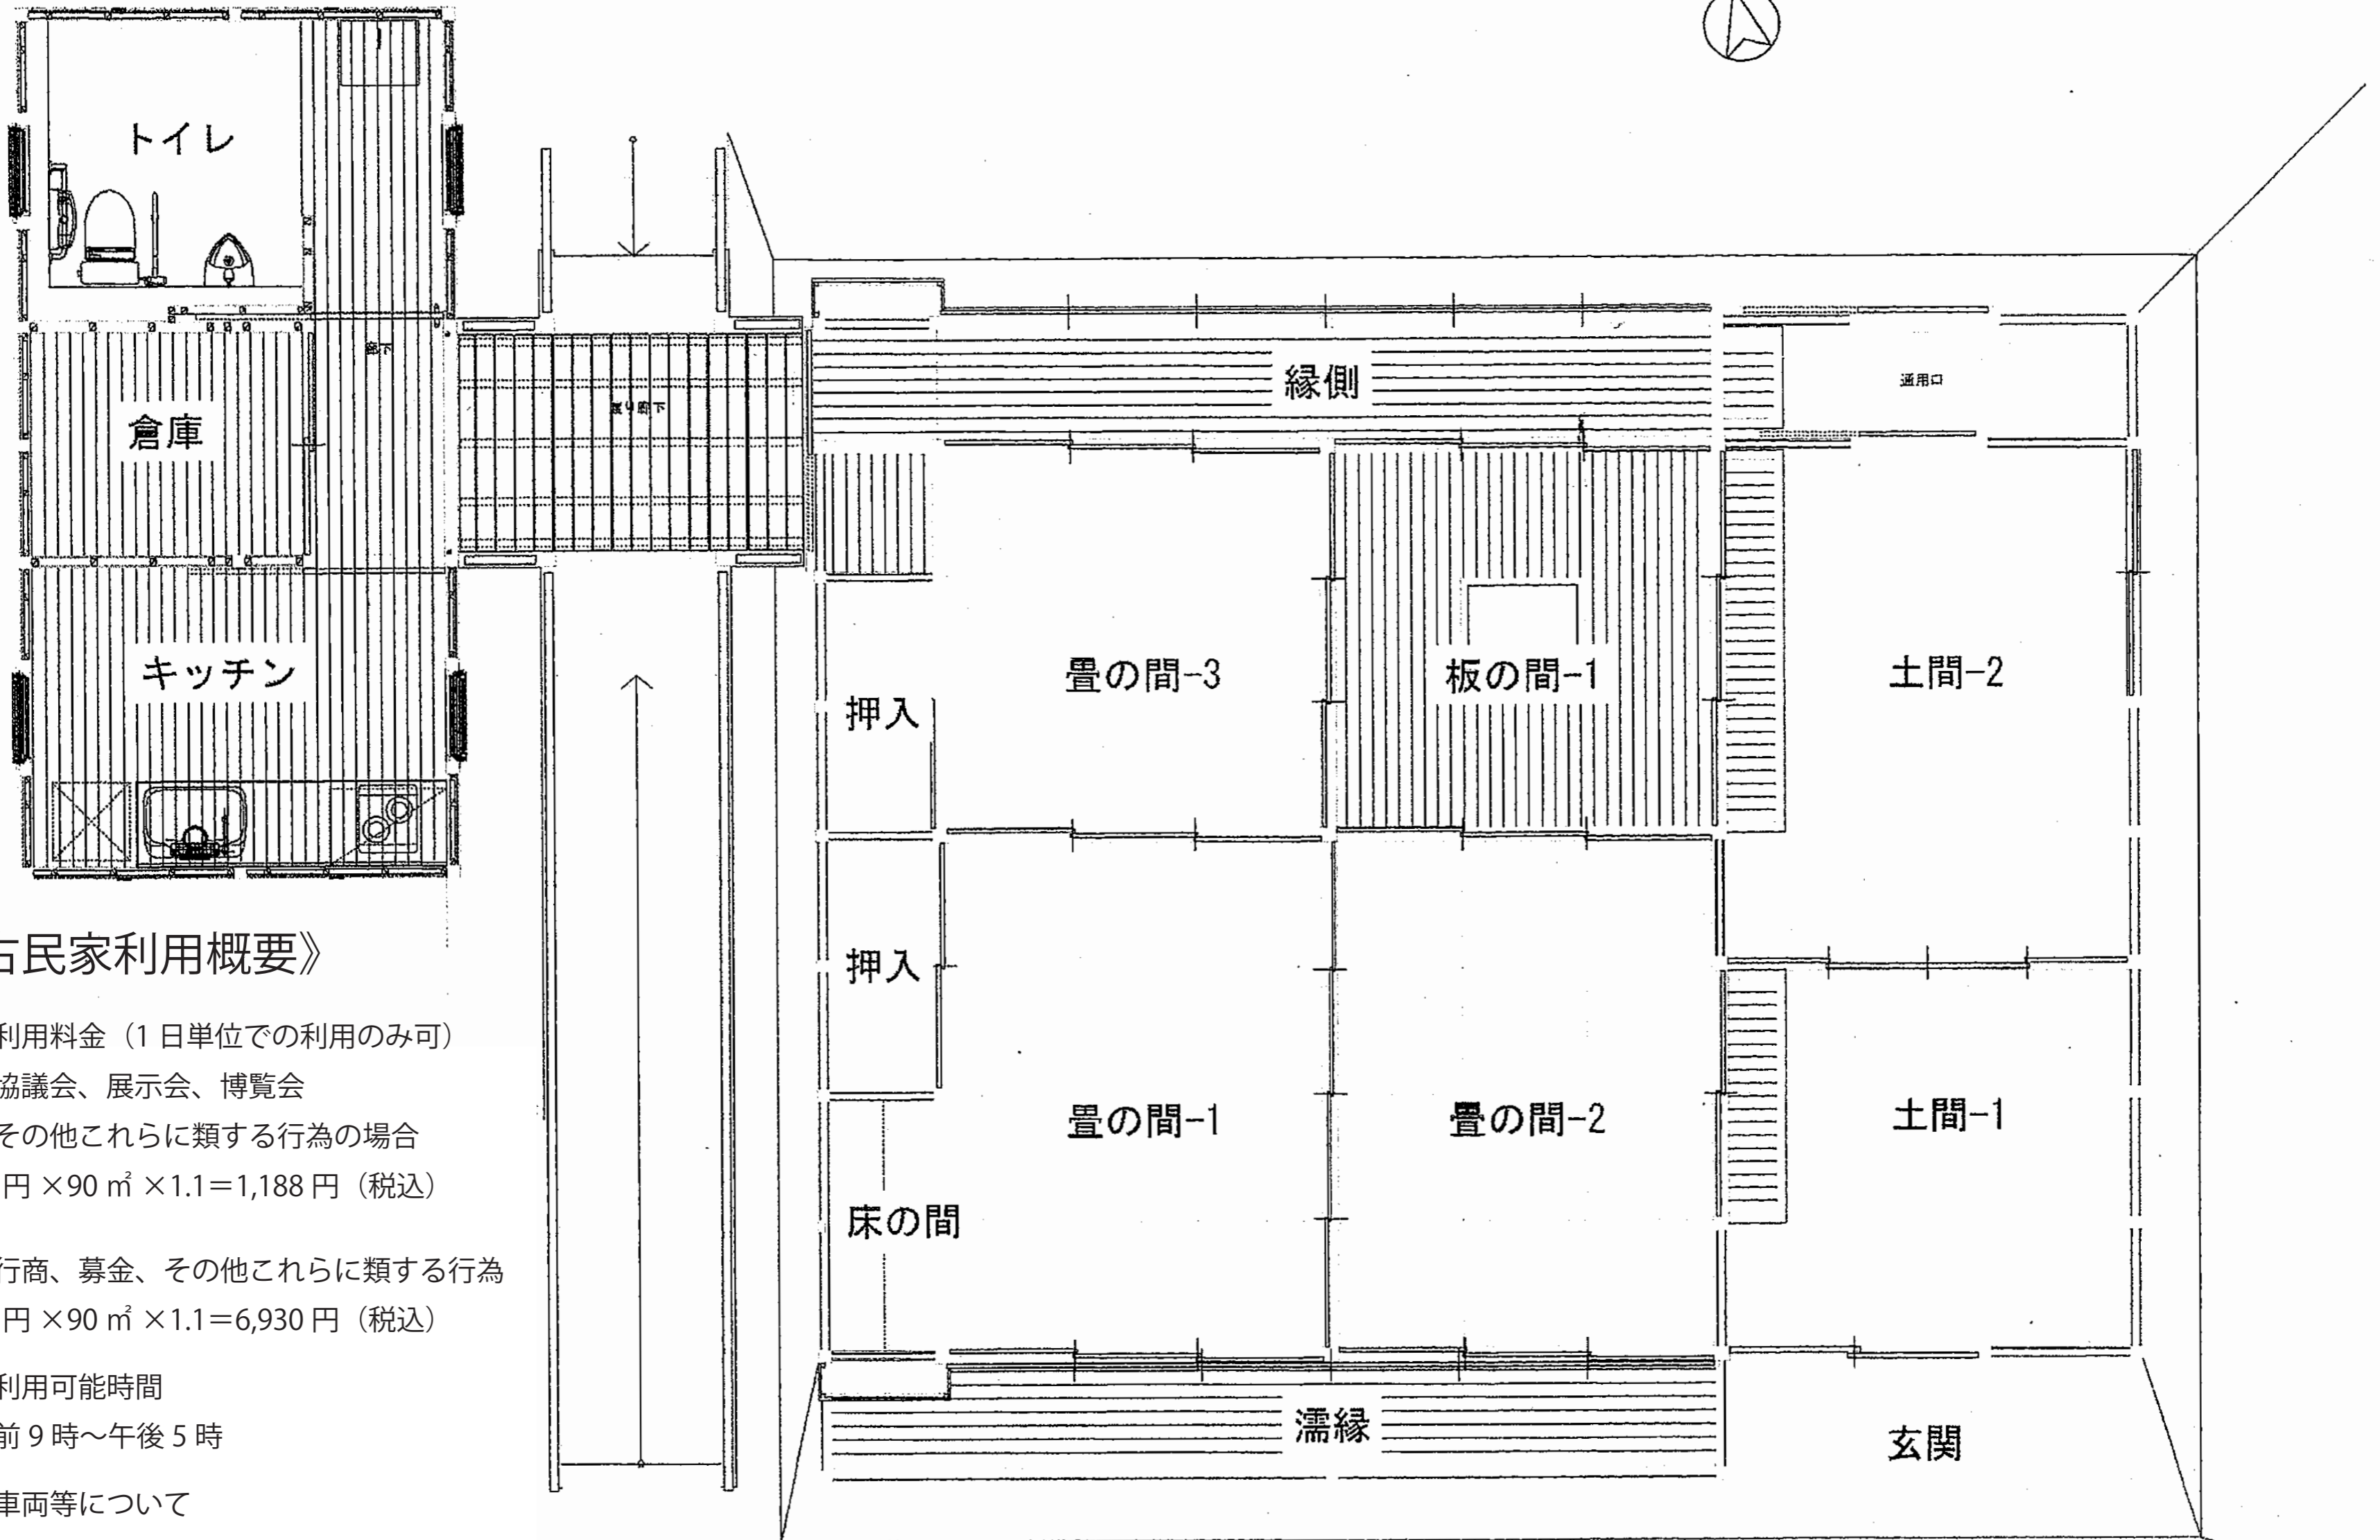 トイレ
廊下
渡り廊下
縁側
通用口
倉庫
キッチン
押入
畳の間-3
板の間-1
土間-2
押入
畳の間-1
畳の間-2
土間-1
床の間
濡縁
玄関
古民家利用概要》
利用料金（1 日単位での利用のみ可）
協議会、展示会、博覧会
その他これらに類する行為の場合
円 ×90 ㎡ ×1.1＝1,188 円（税込）
行商、募金、その他これらに類する行為
円 ×90 ㎡ ×1.1＝6,930 円（税込）
利用可能時間
前 9 時～午後 5 時
車両等について